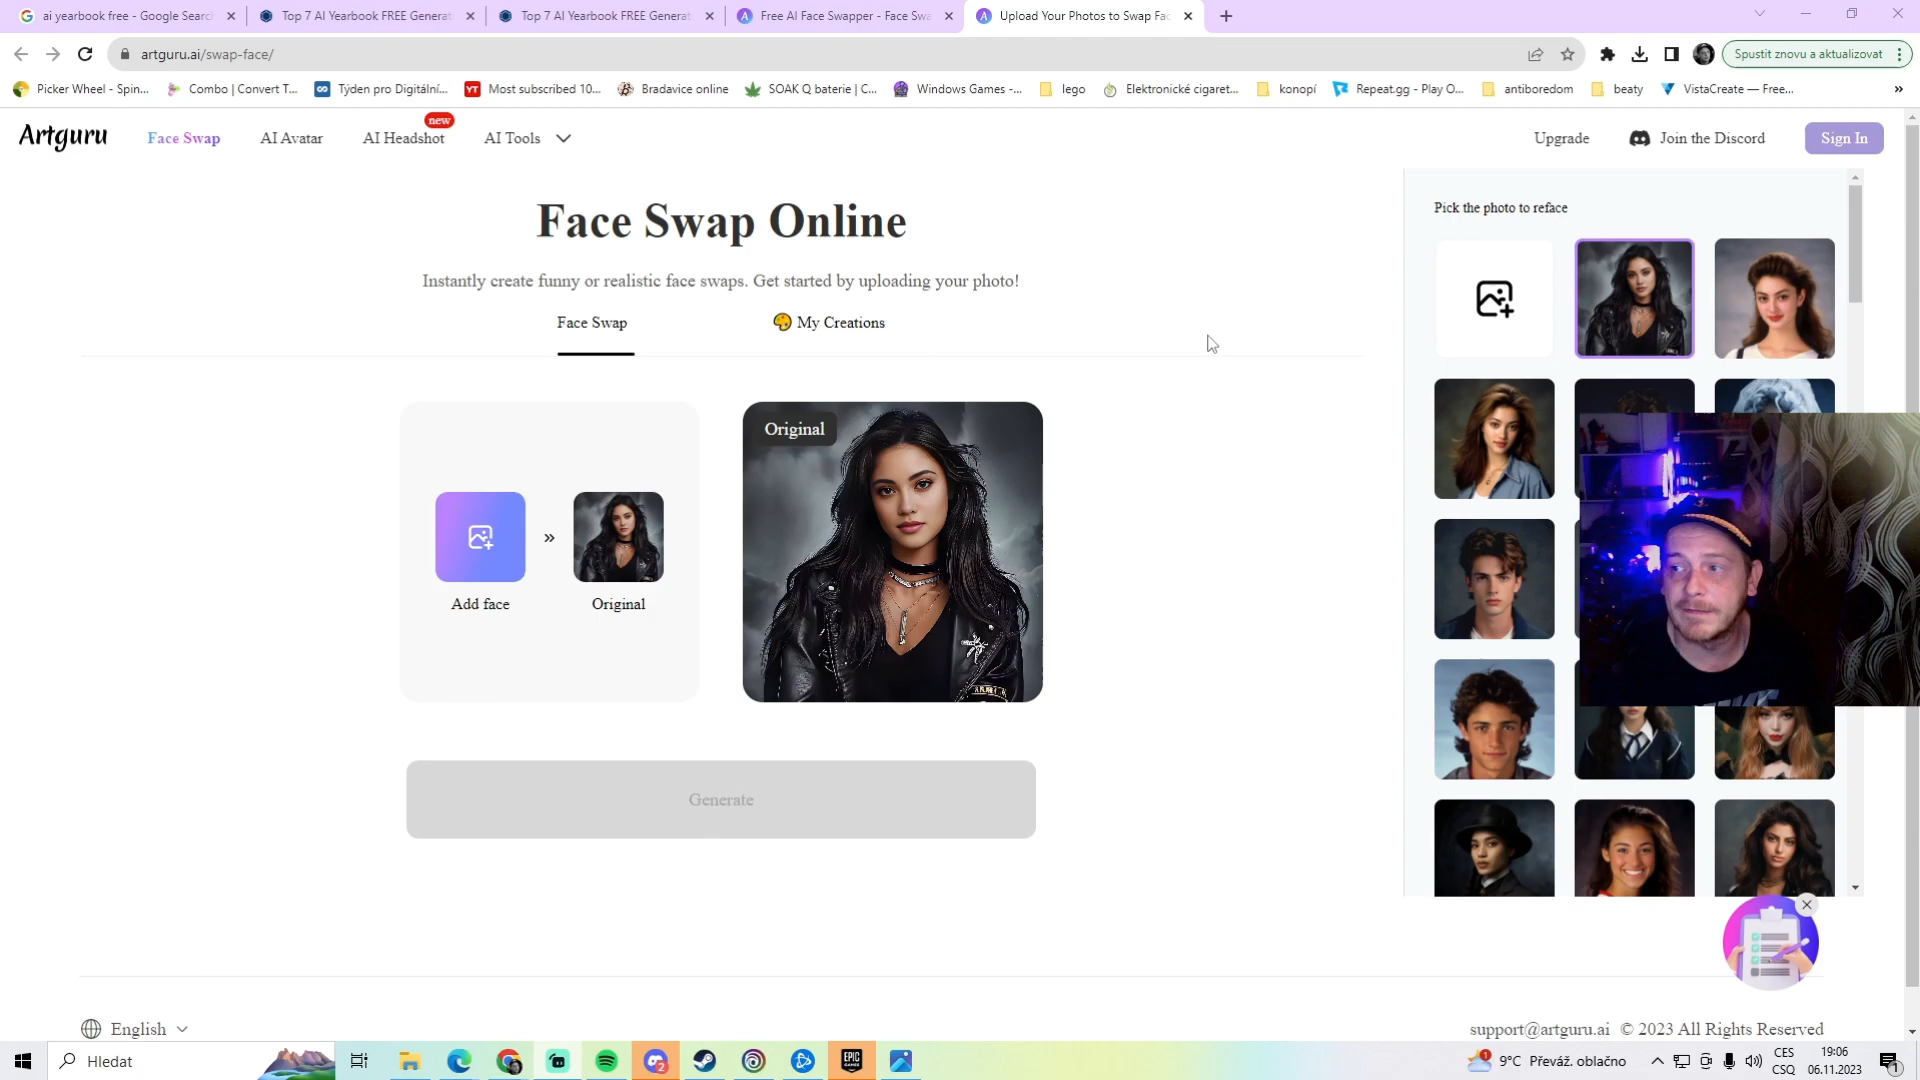 ai yearbook free - Google Searc
Top 7 AI Yearbook FREE Generat
Top 7 AI Yearbook FREE Generat
Free AI Face Swapper - Face Swa
Upload Your Photos to Swap Fac
artguru.ai/swap-face/
Spustit znovu a aktualizovat
Picker Wheel - Spin...
Combo | Convert T...
Týden pro Digitální...
Most subscribed 10...
Bradavice online
SOAK Q baterie | C...
Windows Games -...
lego
Elektronické cigaret...
konopí
Repeat.gg - Play O...
antiboredom
beaty
VistaCreate — Free...
Artguru
Face Swap
AI Avatar
AI Headshot
new
AI Tools
Upgrade
Join the Discord
Sign In
Face Swap Online
Instantly create funny or realistic face swaps. Get started by uploading your photo!
Face Swap
My Creations
Pick the photo to reface
Original
Add face
Original
Generate
English
support@artguru.ai © 2023 All Rights Reserved
Hledat
9°C Převáž. oblačno
CES
CSQ
19:06
06.11.2023